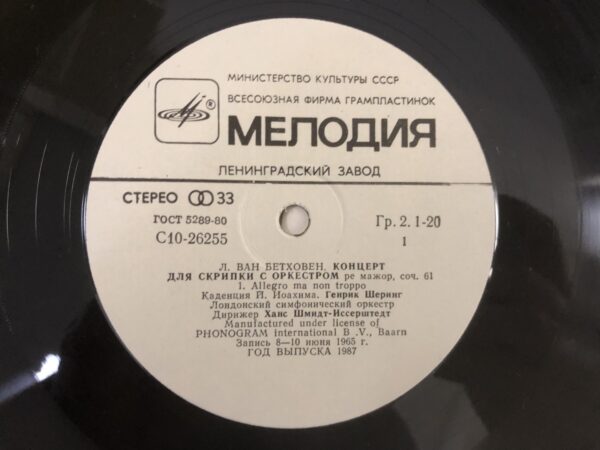 МИНИСТЕРСТВО КУЛЬТУРЫ СССР
ВСЕСОЮЗНАЯ ФИРМА ГРАМПЛАСТИНОК
®
МЕЛОДИЯ
ЛЕНИНГРАДСКИЙ ЗАВОД
СТЕРЕО 33
ГОСТ 5289-80
Гр. 2. 1-20
С10-26255
1
Л. ВАН БЕТХОВЕН. КОНЦЕРТ
ДЛЯ СКРИПКИ С ОРКЕСТРОМ ре мажор, соч. 61
1. Allegro ma non troppo
Каденция Й. Иоахима. Генрик Шеринг
Лондонский симфонический оркестр
Дирижер Ханс Шмидт-Иссерштедт
Manufactured under license of
PHONOGRAM international B .V., Baarn
Запись 8—10 июня 1965 г.
ГОД ВЫПУСКА 1987